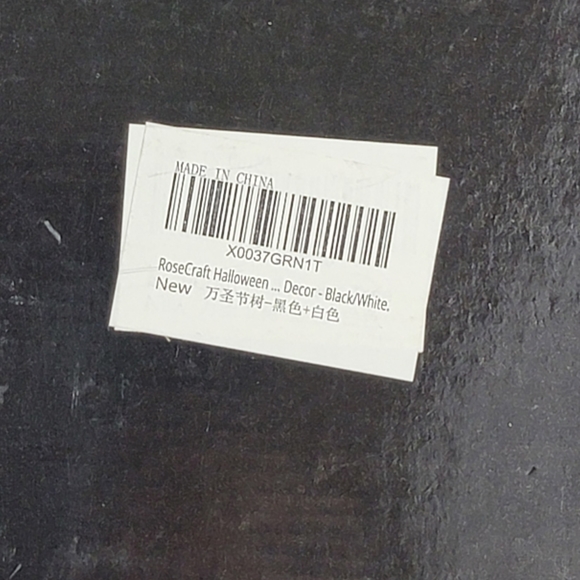 MADE IN CHINA
X0037GRN1T
RoseCraft Halloween ... Decor - Black/White.
New 万圣节树-黑色+白色